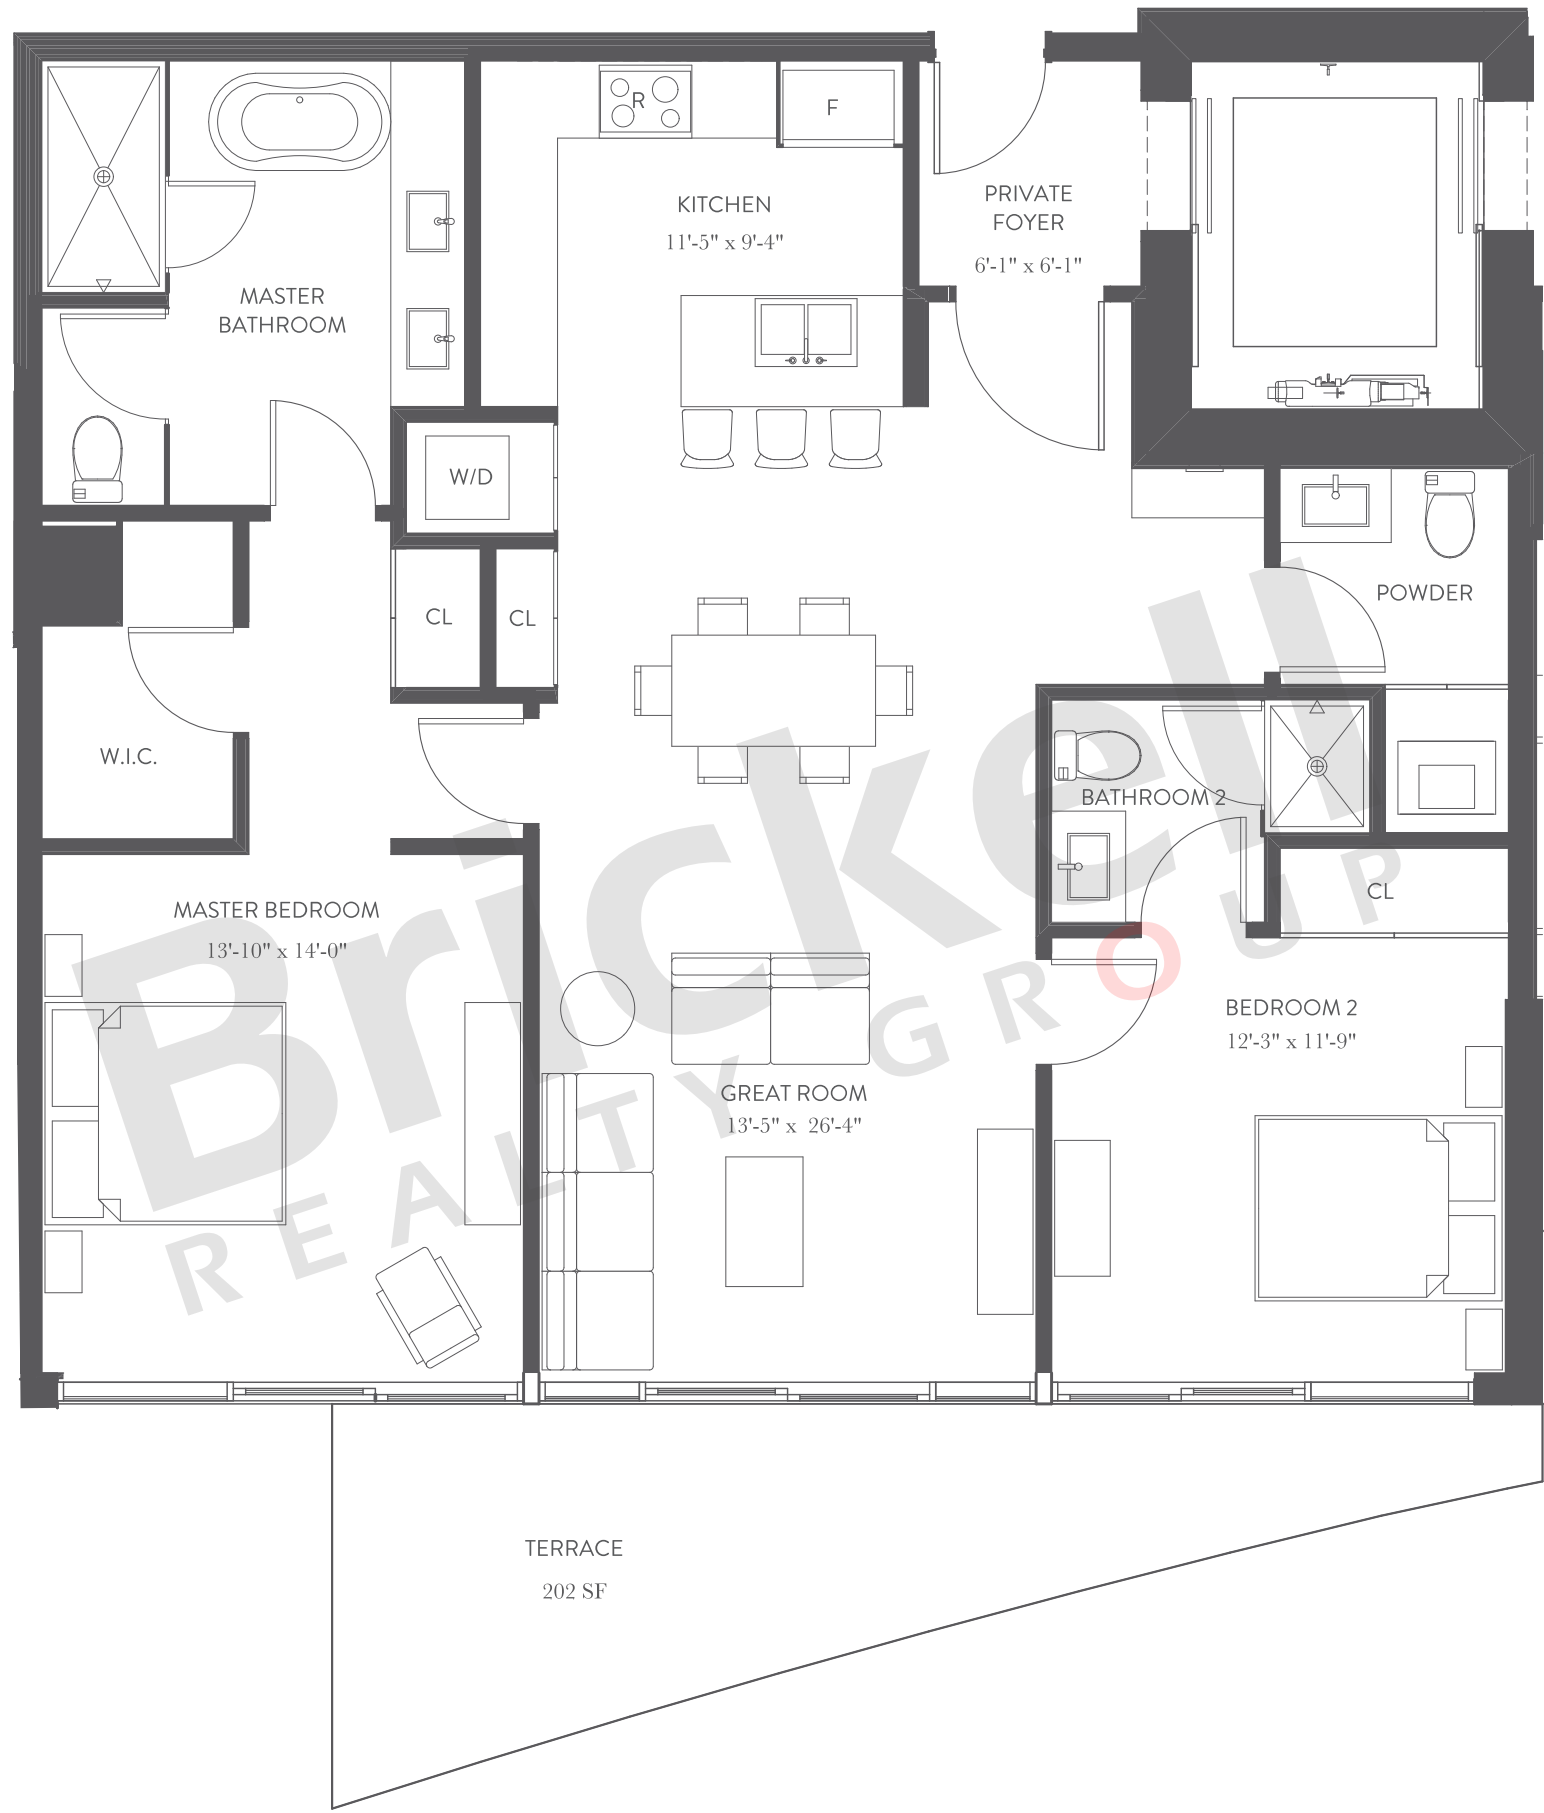 R
F
KITCHEN
11'-5" x 9'-4"
PRIVATE
FOYER
6'-1" x 6'-1"
MASTER
BATHROOM
W/D
CL
CL
POWDER
W.I.C.
BATHROOM 2
CL
MASTER BEDROOM
13'-10" x 14'-0"
BEDROOM 2
12'-3" x 11'-9"
GREAT ROOM
13'-5" x 26'-4"
Brickell
REALTY GROUP
TERRACE
202 SF